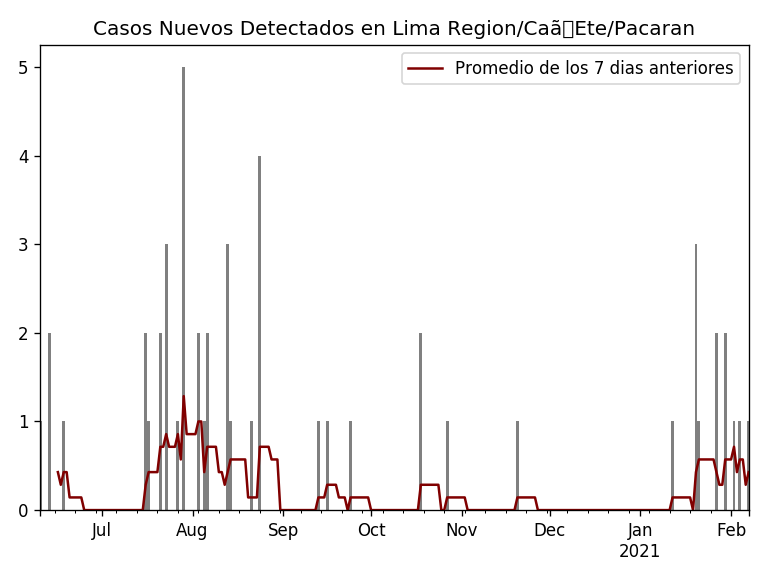 Casos Nuevos Detectados en Lima Region/Caã▯Ete/Pacaran
Promedio de los 7 dias anteriores
5
4
3
2
1
0
Jul Aug Sep Oct Nov Dec Jan Feb
2021